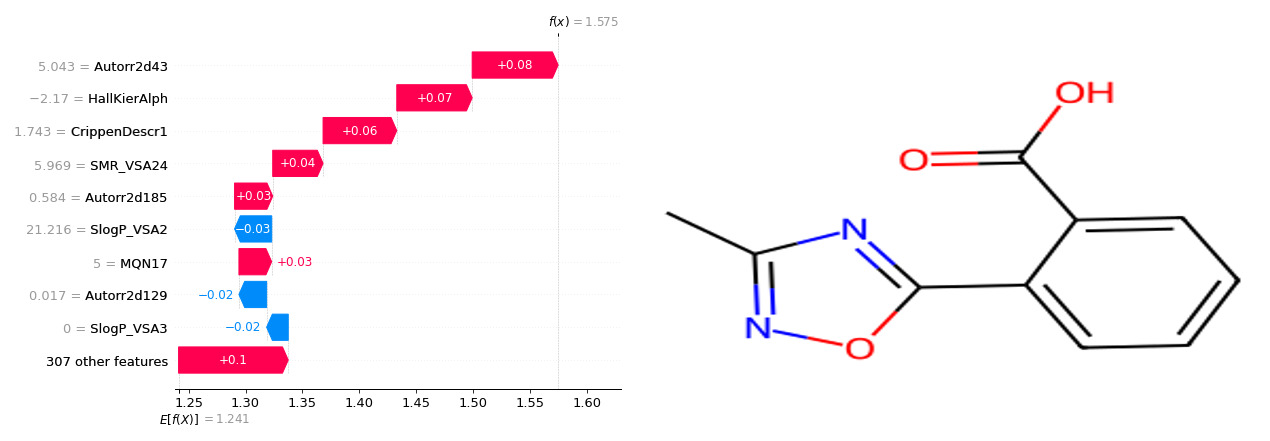 f(x) = 1.575
5.043 = Autorr2d43
+0.08
−2.17 = HallKierAlph
+0.07
1.743 = CrippenDescr1
+0.06
5.969 = SMR_VSA24
+0.04
0.584 = Autorr2d185
+0.03
21.216 = SlogP_VSA2
−0.03
5 = MQN17
+0.03
0.017 = Autorr2d129
−0.02
0 = SlogP_VSA3
−0.02
307 other features
+0.1
1.25 1.30 1.35 1.40 1.45 1.50 1.55 1.60
E[f(X)] = 1.241
OH
O
N
N
O